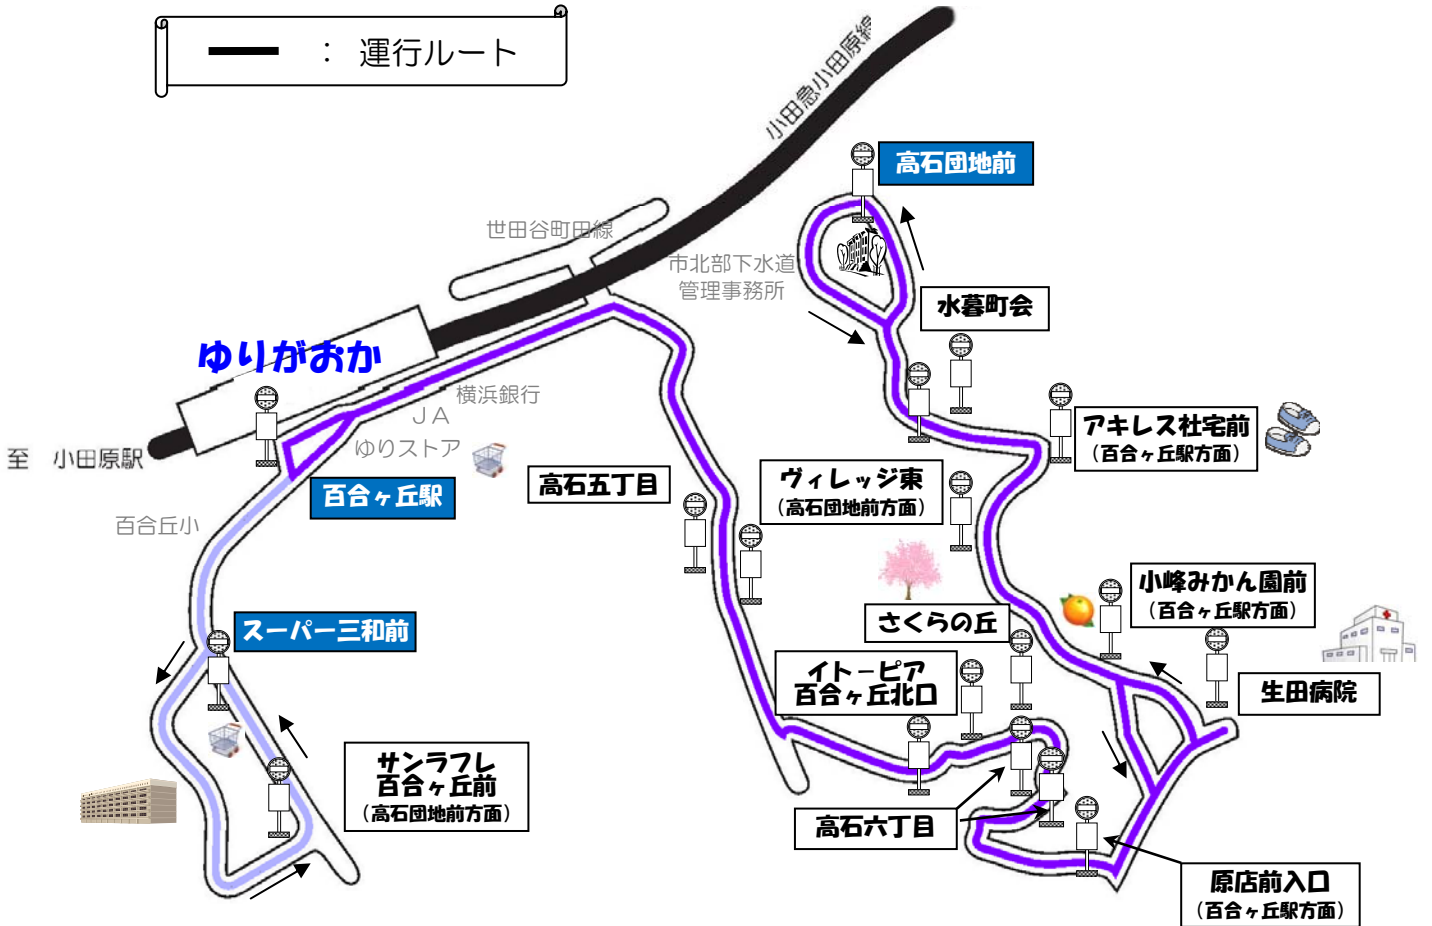 ： 運行ルート
小田急小田原線
高石団地前
世田谷町田線
市北部下水道
管理事務所
水暮町会
ゆりがおか
横浜銀行
ＪＡ
ゆりストア
至　小田原駅
アキレス社宅前
（百合ヶ丘駅方面）
高石五丁目
ヴィレッジ東
（高石団地前方面）
百合ヶ丘駅
百合丘小
小峰みかん園前
（百合ヶ丘駅方面）
さくらの丘
スーパー三和前
イトーピア
百合ヶ丘北口
生田病院
サンラフレ
百合ヶ丘前
（高石団地前方面）
高石六丁目
原店前入口
（百合ヶ丘駅方面）